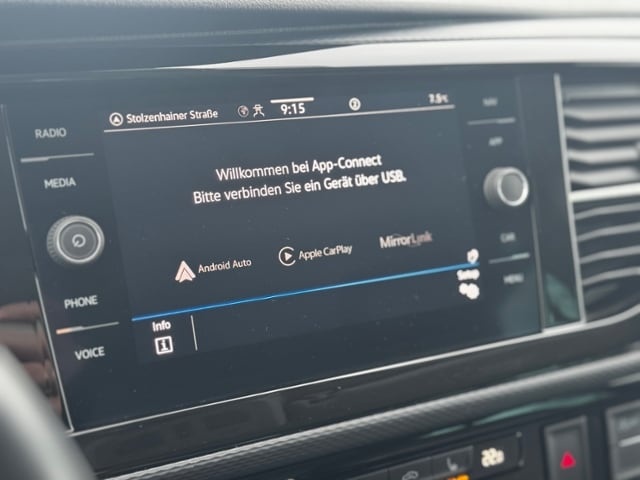 Stolzenhainer Straße 9:15 7.5°C
RADIO
MEDIA
PHONE
VOICE
Willkommen bei App-Connect
Bitte verbinden Sie ein Gerät über USB.
Android Auto Apple CarPlay MirrorLink
Info
Setup
NAV
APP
CAR
MENU